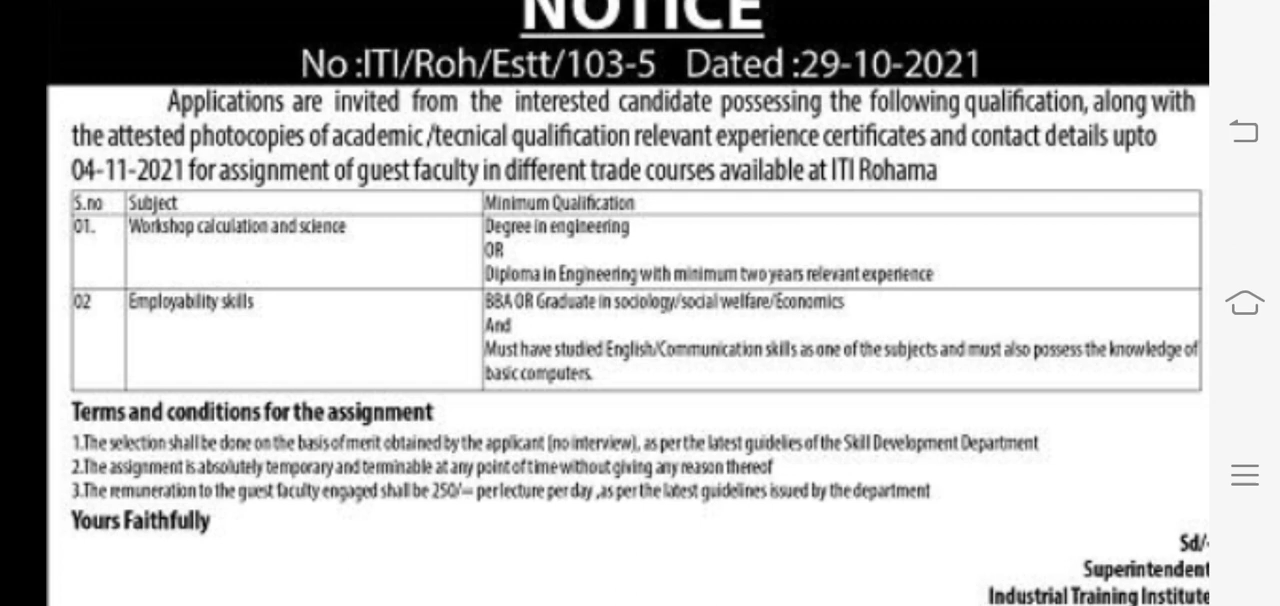 NOTICE
No :ITI/Roh/Estt/103-5 Dated :29-10-2021
Applications are invited from the interested candidate possessing the following qualification, along with
the attested photocopies of academic /tecnical qualification relevant experience certificates and contact details upto
04-11-2021 for assignment of guest faculty in different trade courses available at ITI Rohama
S.no Subject Minimum Qualification
01. Workshop calculation and science Degree in engineering
OR
Diploma in Engineering with minimum two years relevant experience
02 Employability skills BBA OR Graduate in sociology/social welfare/Economics
And
Must have studied English/Communication skills as one of the subjects and must also possess the knowledge of
basic computers.
Terms and conditions for the assignment
1.The selection shall be done on the basis of merit obtained by the applicant (no interview), as per the latest guidelies of the Skill Development Department
2.The assignment is absolutely temporary and terminable at any point of time without giving any reason thereof
3.The remuneration to the guest faculty engaged shall be 250/= per lecture per day ,as per the latest guidelines issued by the department
Yours Faithfully
Sd/-
Superintendent
Industrial Training Institute